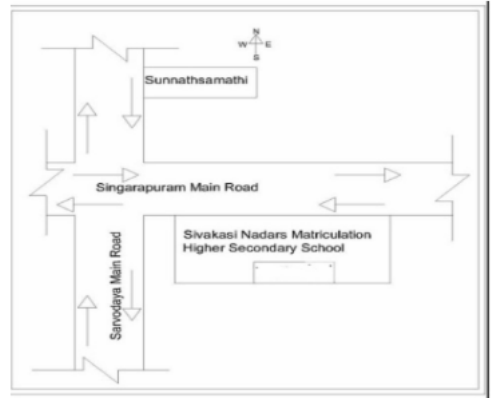 N
W E
S
Sunnathsamathi
Singarapuram Main Road
Sivakasi Nadars Matriculation
Higher Secondary School
Sarvodaya Main Road